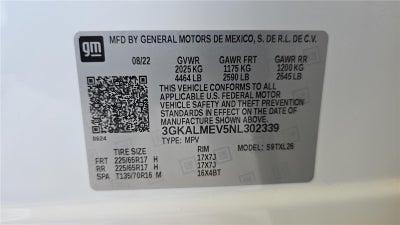 gm MFD BY GENERAL MOTORS DE MEXICO, S. DE R.L. DE C.V.
08/22 GVWR GAWR FRT GAWR RR
2025 KG 1175 KG 1200 KG
4464 LB 2590 LB 2645 LB
THIS VEHICLE CONFORMS TO ALL
APPLICABLE U.S. FEDERAL MOTOR
VEHICLE SAFETY AND THEFT PREVENTION
STANDARDS IN EFFECT ON THE DATE OF
MANUFACTURE SHOWN ABOVE.
3GKALMEV5NL302339
8924 TYPE: MPV
TIRE SIZE RIM MODEL: S9TXL26
FRT 225/65R17 H 17X7J
RR 225/65R17 H 17X7J
SPA T135/70R16 M 16X4BT